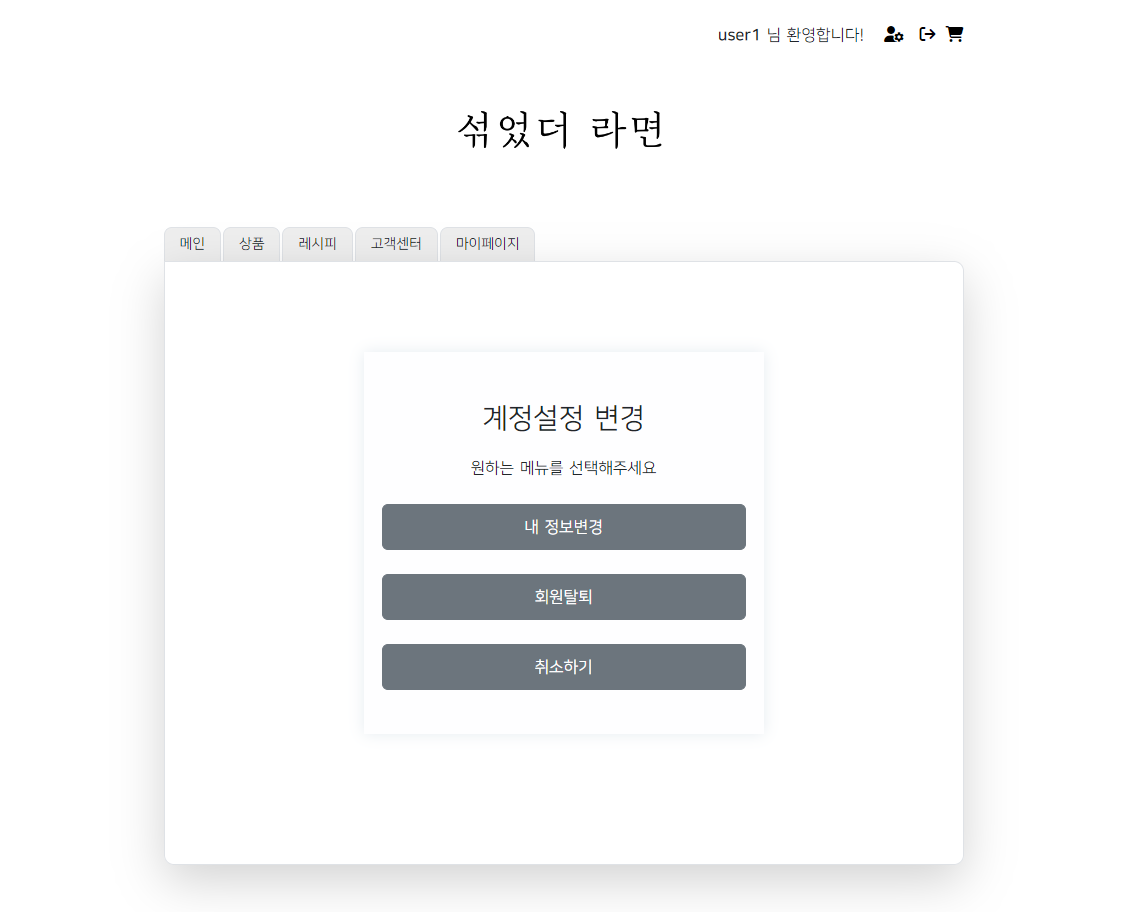 user1 님 환영합니다!
섞었더 라면
메인 상품 레시피 고객센터 마이페이지
계정설정 변경
원하는 메뉴를 선택해주세요
내 정보변경
회원탈퇴
취소하기